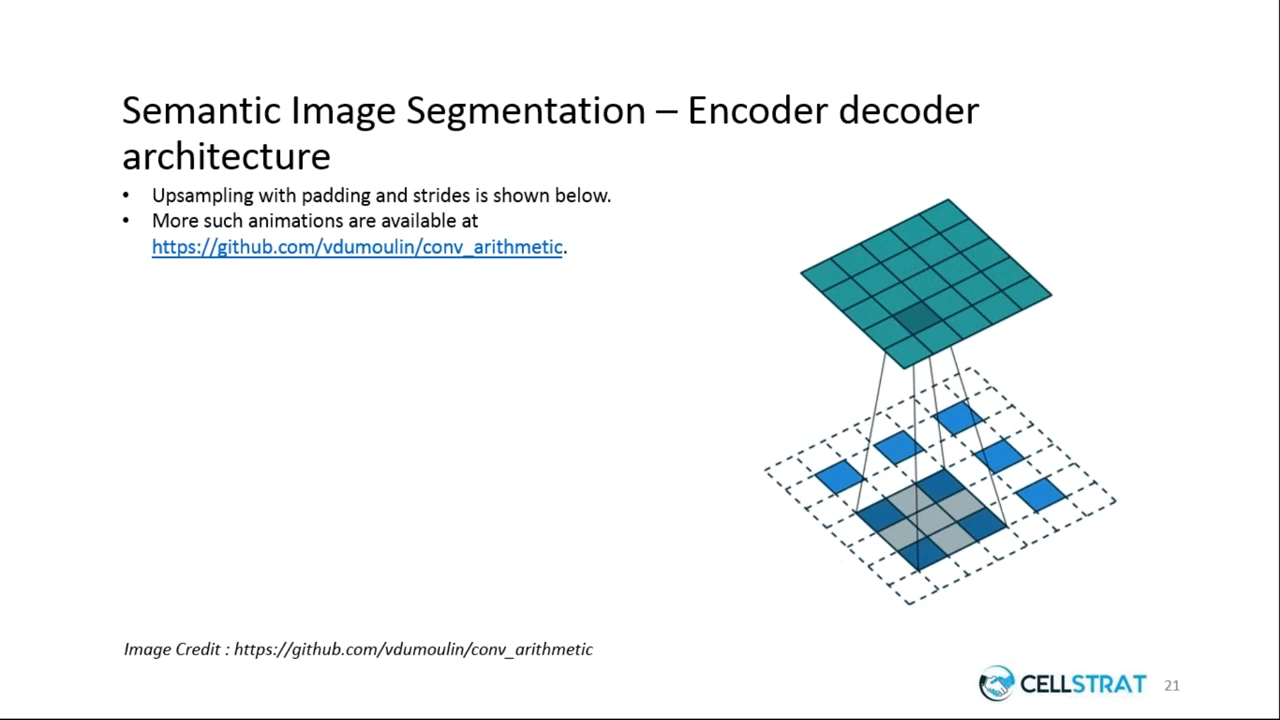 Semantic Image Segmentation – Encoder decoder
architecture
• Upsampling with padding and strides is shown below.
• More such animations are available at
https://github.com/vdumoulin/conv_arithmetic.
Image Credit : https://github.com/vdumoulin/conv_arithmetic
CELLSTRAT 21